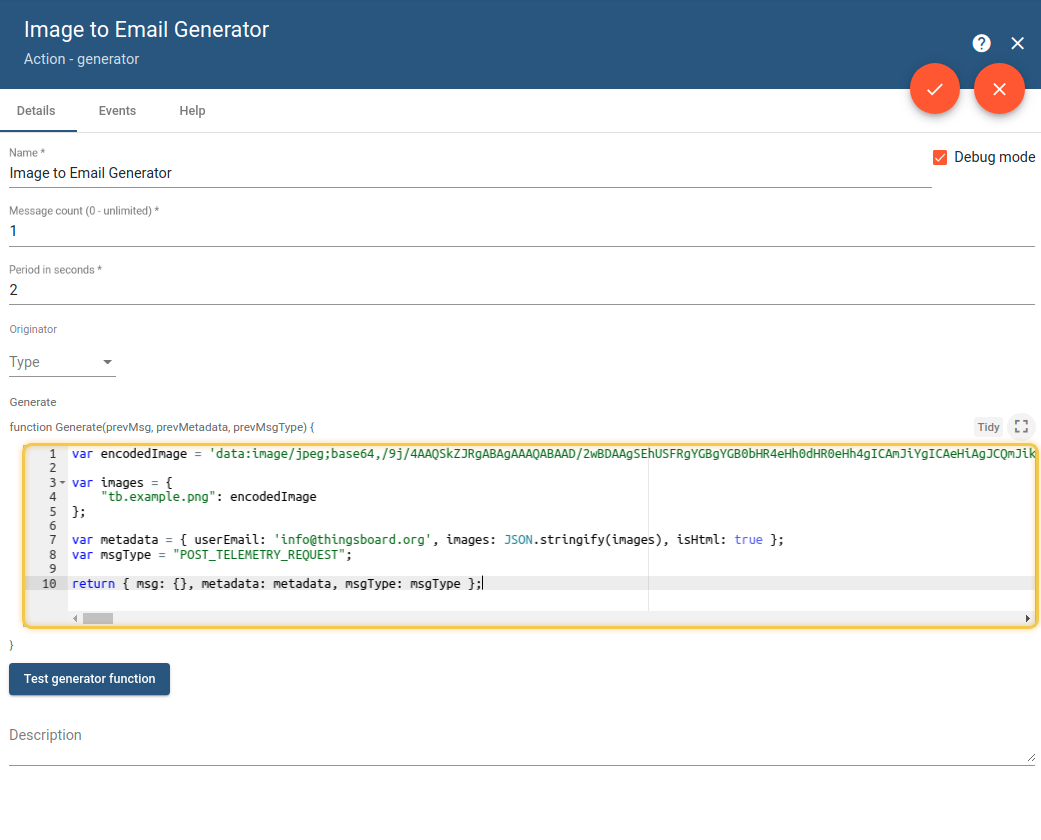 Image to Email Generator
Action - generator
Details Events Help
Name *
Image to Email Generator
Debug mode
Message count (0 - unlimited) *
1
Period in seconds *
2
Originator
Type
Generate
function Generate(prevMsg, prevMetadata, prevMsgType) {
Tidy
1 var encodedImage = 'data:image/jpeg;base64,/9j/4AAQSkZJRgABAgAAAQABAAD/2wBDAAgSEhUSFRgYGBgYGB0bHR4eHh0dHR0eHh4gICAmJiYgICAeHiAgJCQmJik
2
3 var images = {
4 "tb.example.png": encodedImage
5 };
6
7 var metadata = { userEmail: 'info@thingsboard.org', images: JSON.stringify(images), isHtml: true };
8 var msgType = "POST_TELEMETRY_REQUEST";
9
10 return { msg: {}, metadata: metadata, msgType: msgType };
}
Test generator function
Description